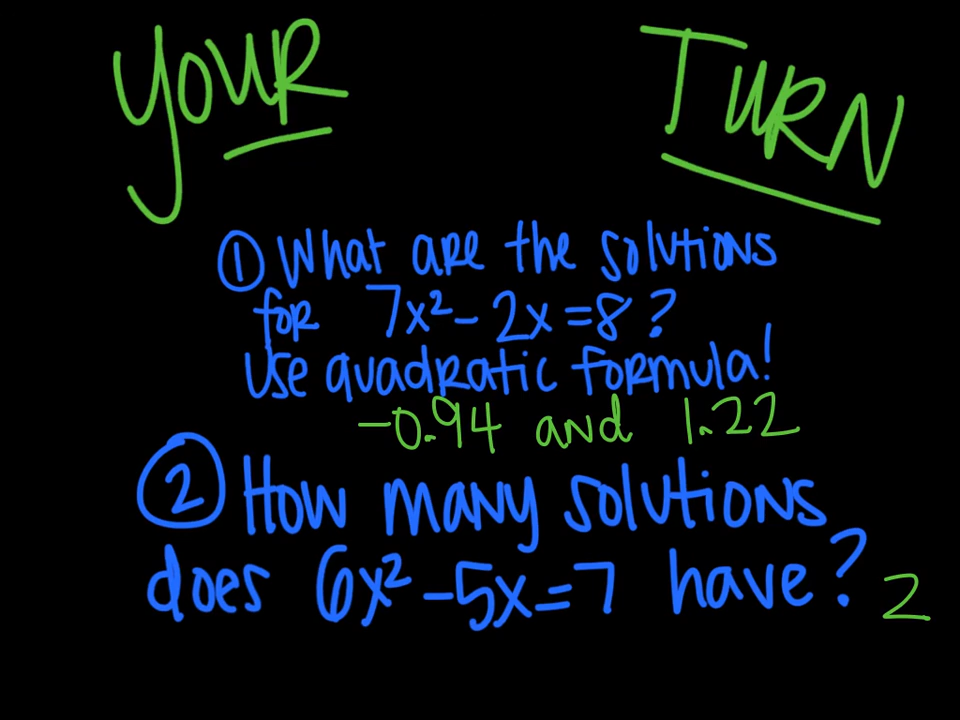 YOUR TURN
① What are the solutions
for 7x² - 2x = 8?
Use quadratic formula!
-0.94 and 1.22
② How many solutions
does 6x² - 5x = 7 have? 2